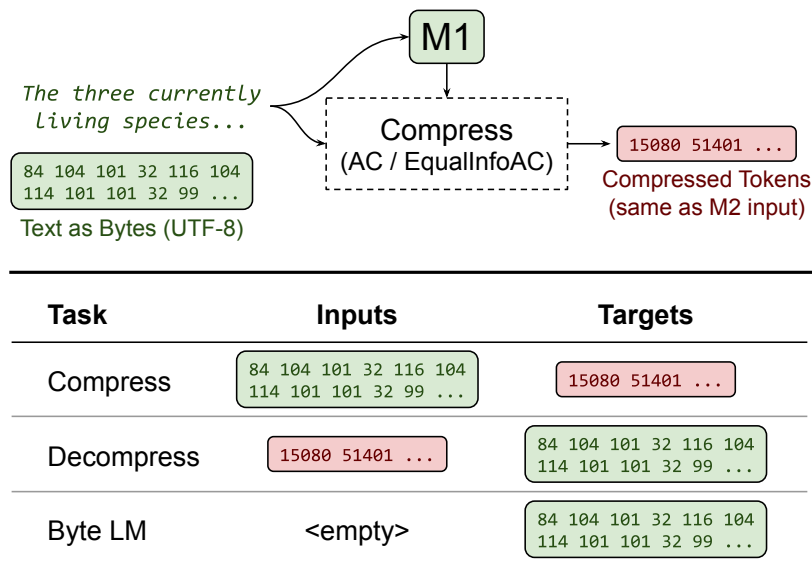 M1
The three currently
living species...
Compress
(AC / EqualInfoAC)
84 104 101 32 116 104
114 101 101 32 99 ...
Text as Bytes (UTF-8)
15080 51401 ...
Compressed Tokens
(same as M2 input)
Task Inputs Targets
Compress
84 104 101 32 116 104
114 101 101 32 99 ...
15080 51401 ...
Decompress
15080 51401 ...
84 104 101 32 116 104
114 101 101 32 99 ...
Byte LM
<empty>
84 104 101 32 116 104
114 101 101 32 99 ...